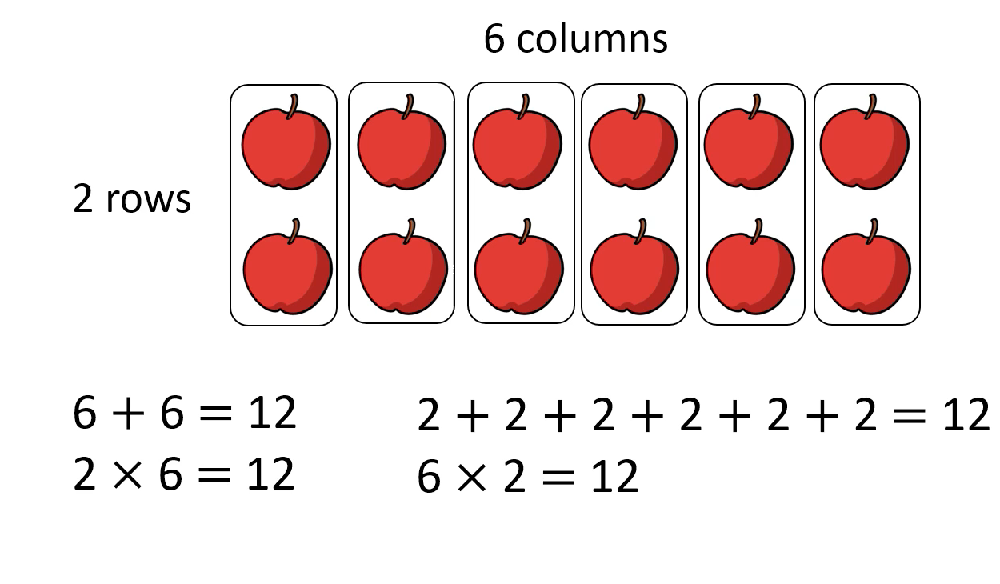 6 columns
2 rows
6 + 6 = 12
2 × 6 = 12
2 + 2 + 2 + 2 + 2 + 2 = 12
6 × 2 = 12